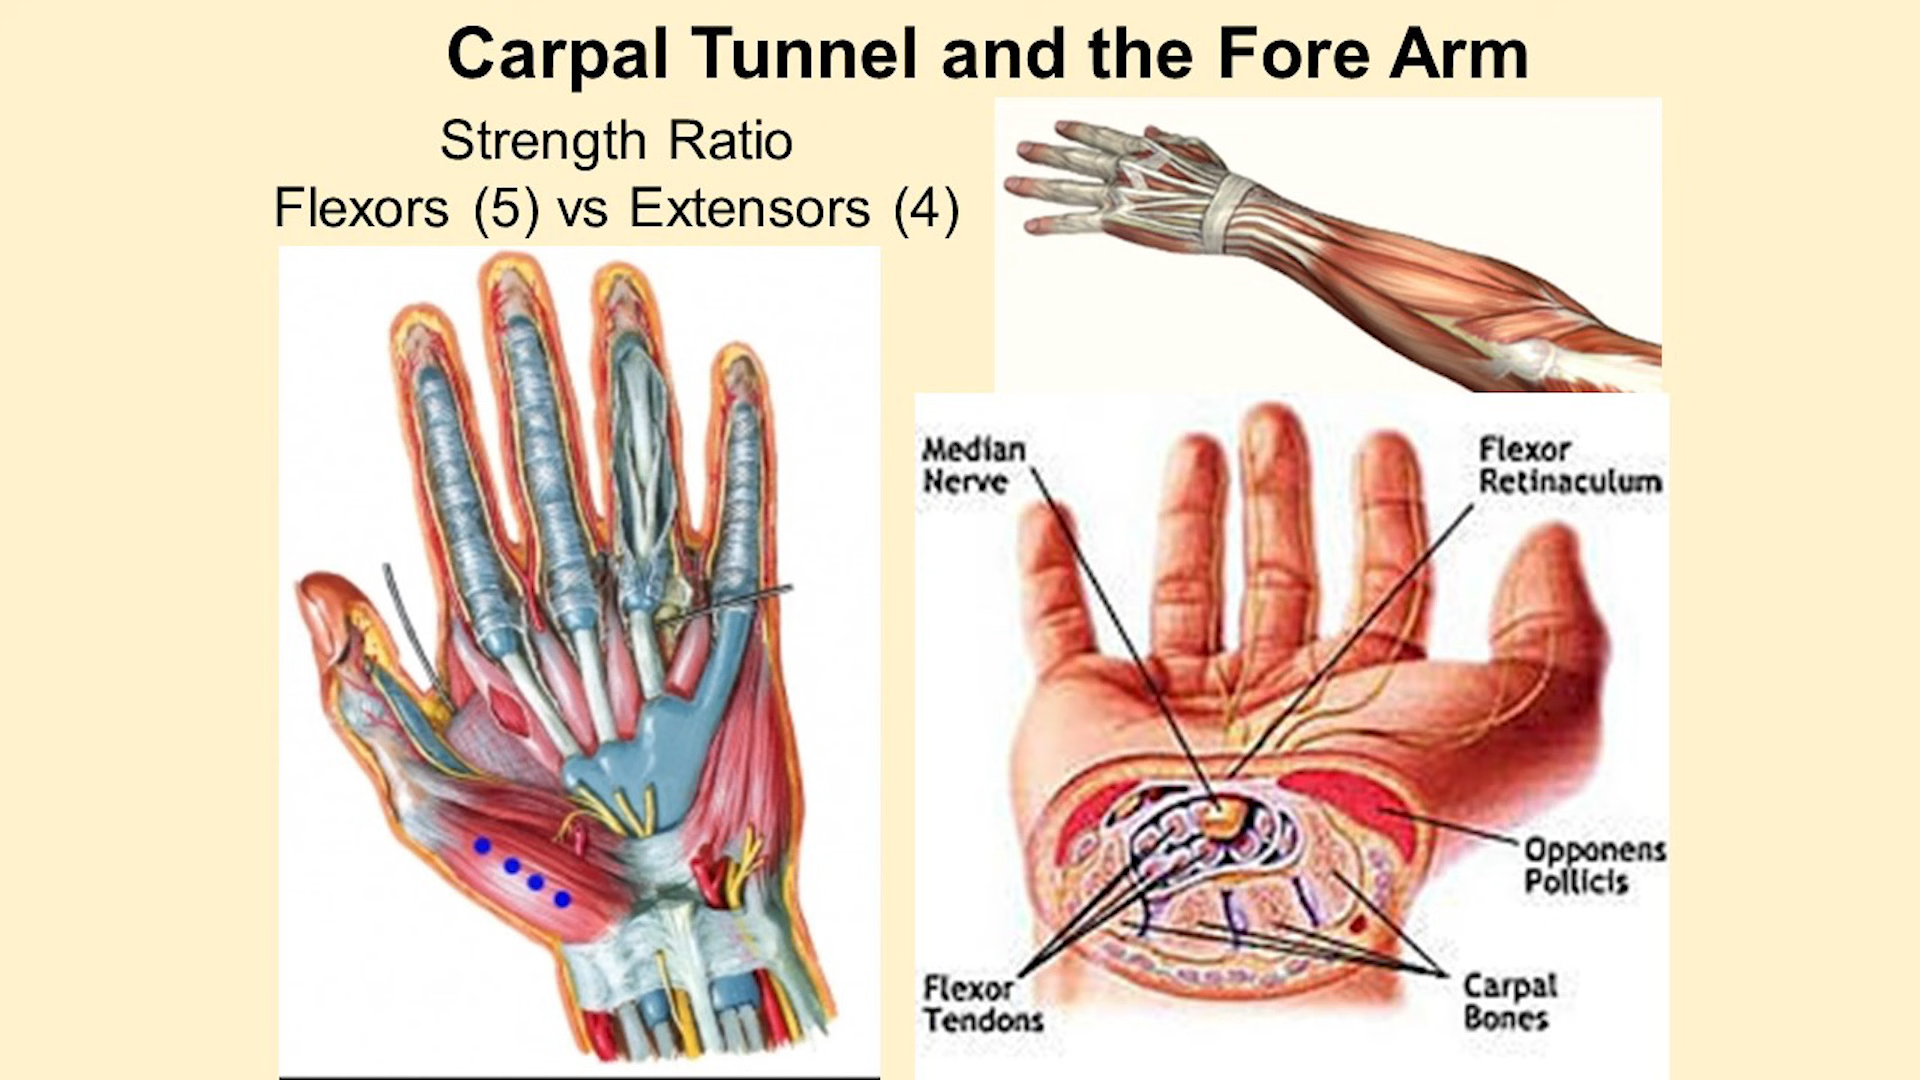 Carpal Tunnel and the Fore Arm
Strength Ratio
Flexors (5) vs Extensors (4)
Median
Nerve
Flexor
Retinaculum
Opponens
Pollicis
Flexor
Tendons
Carpal
Bones